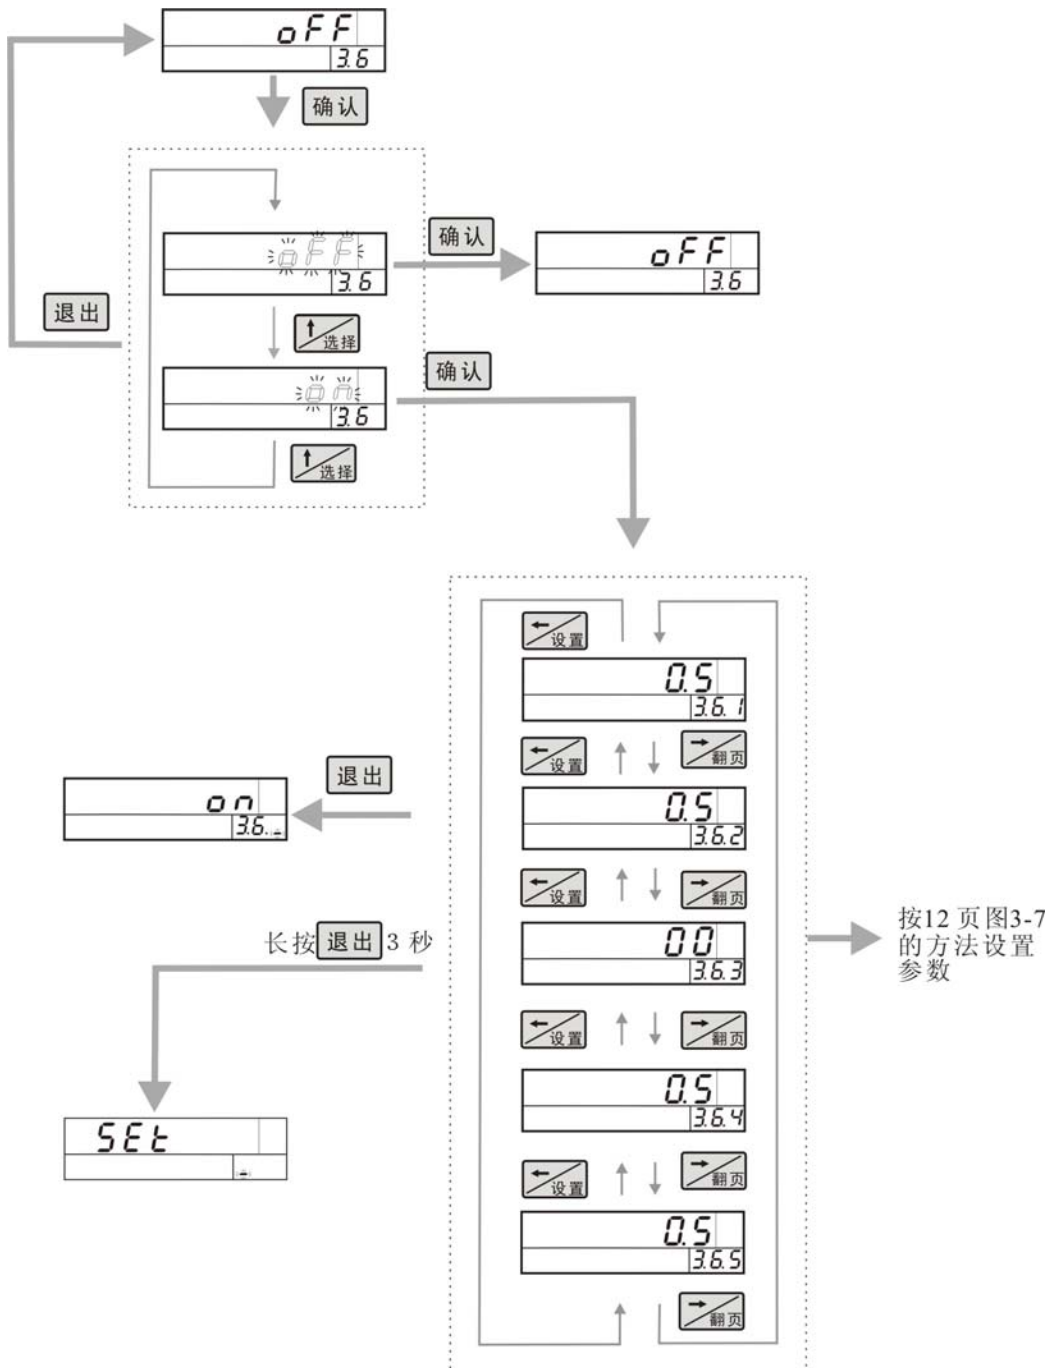 oFF
3.6
确认
oFF
3.6
确认
oFF
3.6
退出
↑
选择
on
3.6
确认
↑
选择
←
设置
0.5
3.6.1
←
设置
→
翻页
0.5
3.6.2
退出
on
3.6.
←
设置
→
翻页
00
3.6.3
长按 退出 3 秒
按12 页图3-7
的方法设置
参数
←
设置
→
翻页
0.5
3.6.4
SEt
←
设置
→
翻页
0.5
3.6.5
→
翻页